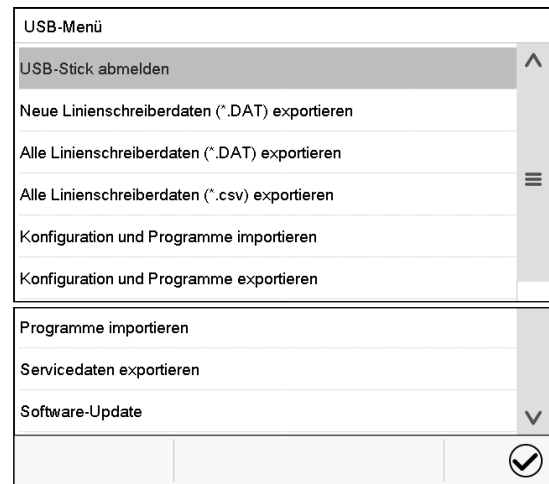 USB-Menü
USB-Stick abmelden
Neue Linienschreiberdaten (*.DAT) exportieren
Alle Linienschreiberdaten (*.DAT) exportieren
Alle Linienschreiberdaten (*.csv) exportieren
Konfiguration und Programme importieren
Konfiguration und Programme exportieren
Programme importieren
Servicedaten exportieren
Software-Update